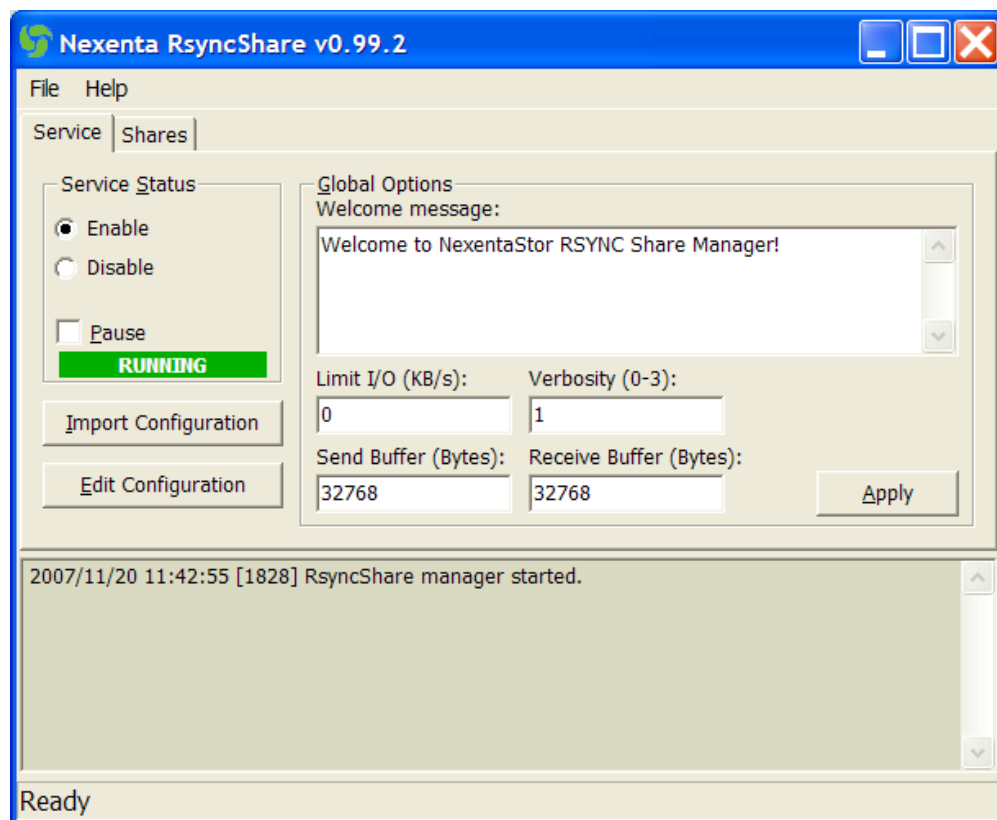 Nexenta RsyncShare v0.99.2
File Help
Service Shares
Service Status
Enable
Disable
Pause
RUNNING
Import Configuration
Edit Configuration
Global Options
Welcome message:
Welcome to NexentaStor RSYNC Share Manager!
Limit I/O (KB/s): Verbosity (0-3):
0 1
Send Buffer (Bytes): Receive Buffer (Bytes):
32768 32768
Apply
2007/11/20 11:42:55 [1828] RsyncShare manager started.
Ready